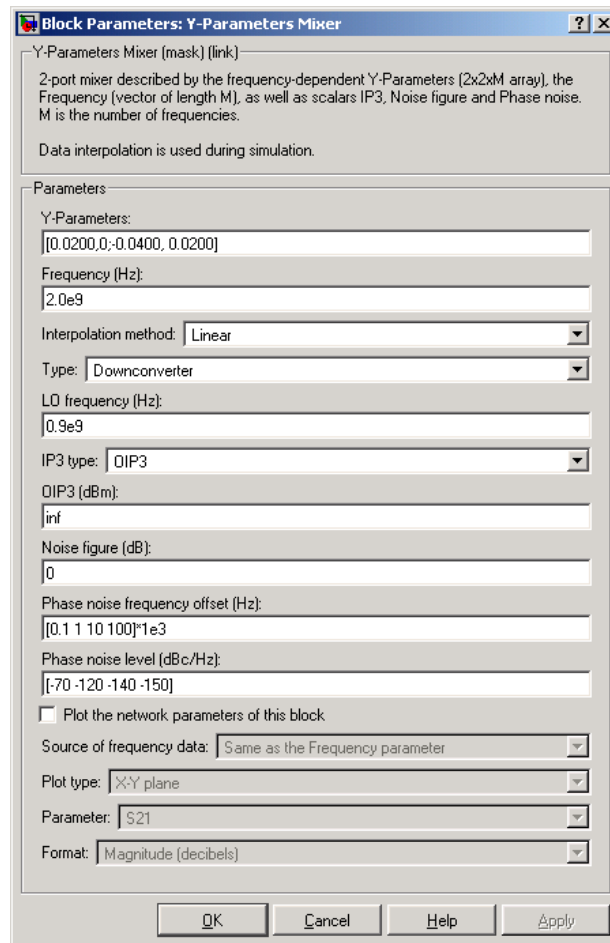 Block Parameters: Y-Parameters Mixer
Y-Parameters Mixer (mask) (link)
2-port mixer described by the frequency-dependent Y-Parameters (2x2xM array), the
Frequency (vector of length M), as well as scalars IP3, Noise figure and Phase noise.
M is the number of frequencies.
Data interpolation is used during simulation.
Parameters
Y-Parameters:
[0.0200,0;-0.0400, 0.0200]
Frequency (Hz):
2.0e9
Interpolation method: Linear
Type: Downconverter
LO frequency (Hz):
0.9e9
IP3 type: OIP3
OIP3 (dBm):
inf
Noise figure (dB):
0
Phase noise frequency offset (Hz):
[0.1 1 10 100]*1e3
Phase noise level (dBc/Hz):
[-70 -120 -140 -150]
Plot the network parameters of this block
Source of frequency data: Same as the Frequency parameter
Plot type: X-Y plane
Parameter: S21
Format: Magnitude (decibels)
OK Cancel Help Apply